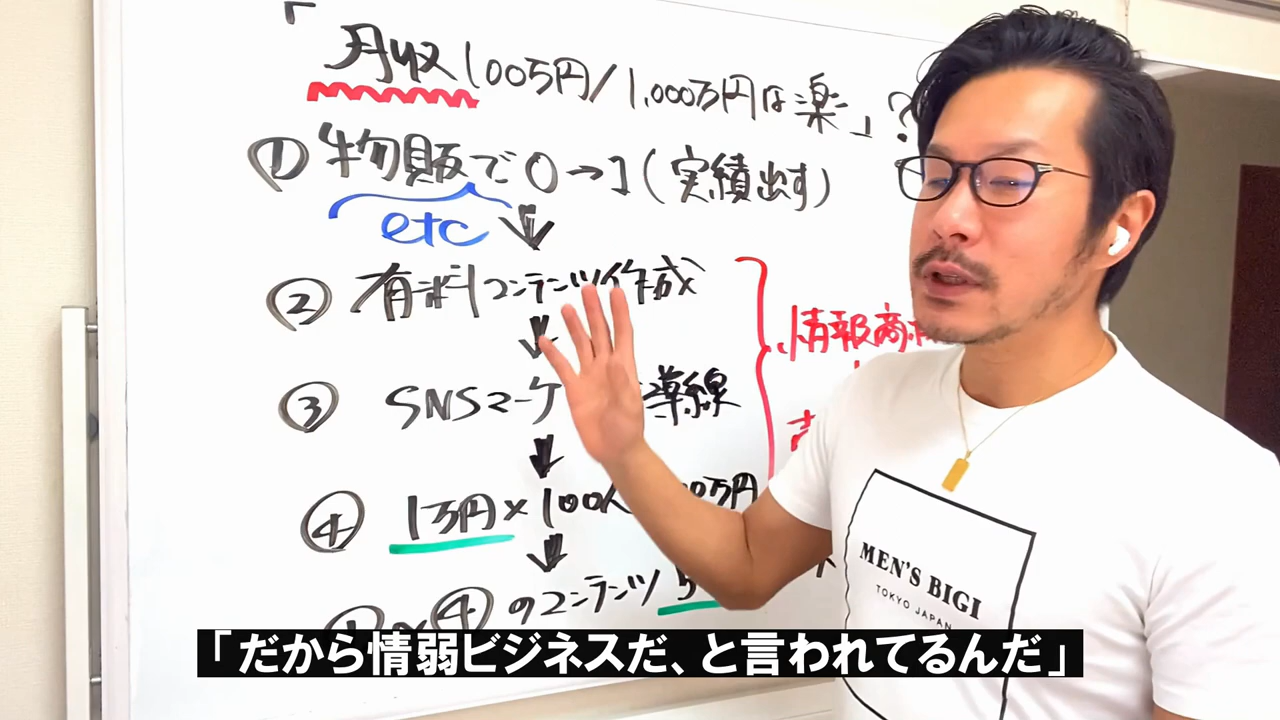 「月収100万円/1,000万円は楽」?
① 物販で0→1(実績出す)
etc
② 有料コンテンツ作成
③ SNSマーケ 導線
情報商
④ 1万円×100人 00万円
④のコンテンツ 5
MEN'S BIGI
TOKYO JAPAN
「だから情弱ビジネスだ、と言われてるんだ」